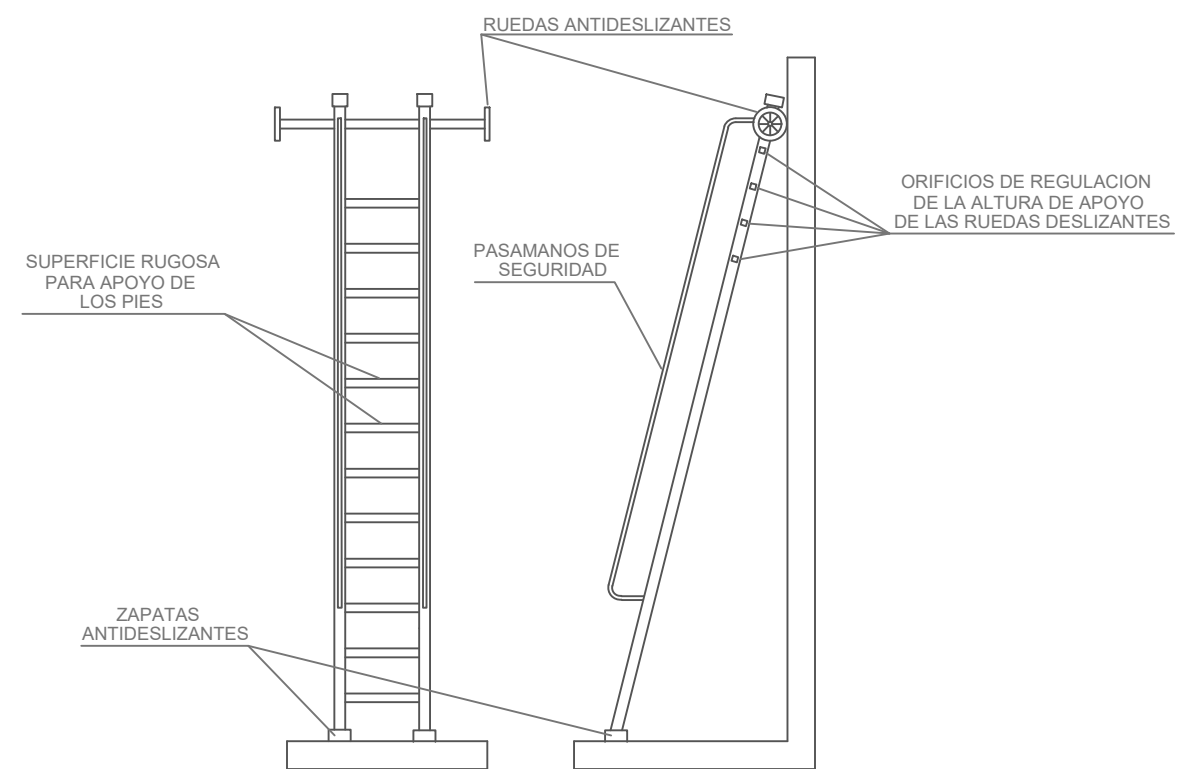 RUEDAS ANTIDESLIZANTES
ORIFICIOS DE REGULACION
DE LA ALTURA DE APOYO
DE LAS RUEDAS DESLIZANTES
PASAMANOS DE
SEGURIDAD
SUPERFICIE RUGOSA
PARA APOYO DE
LOS PIES
ZAPATAS
ANTIDESLIZANTES